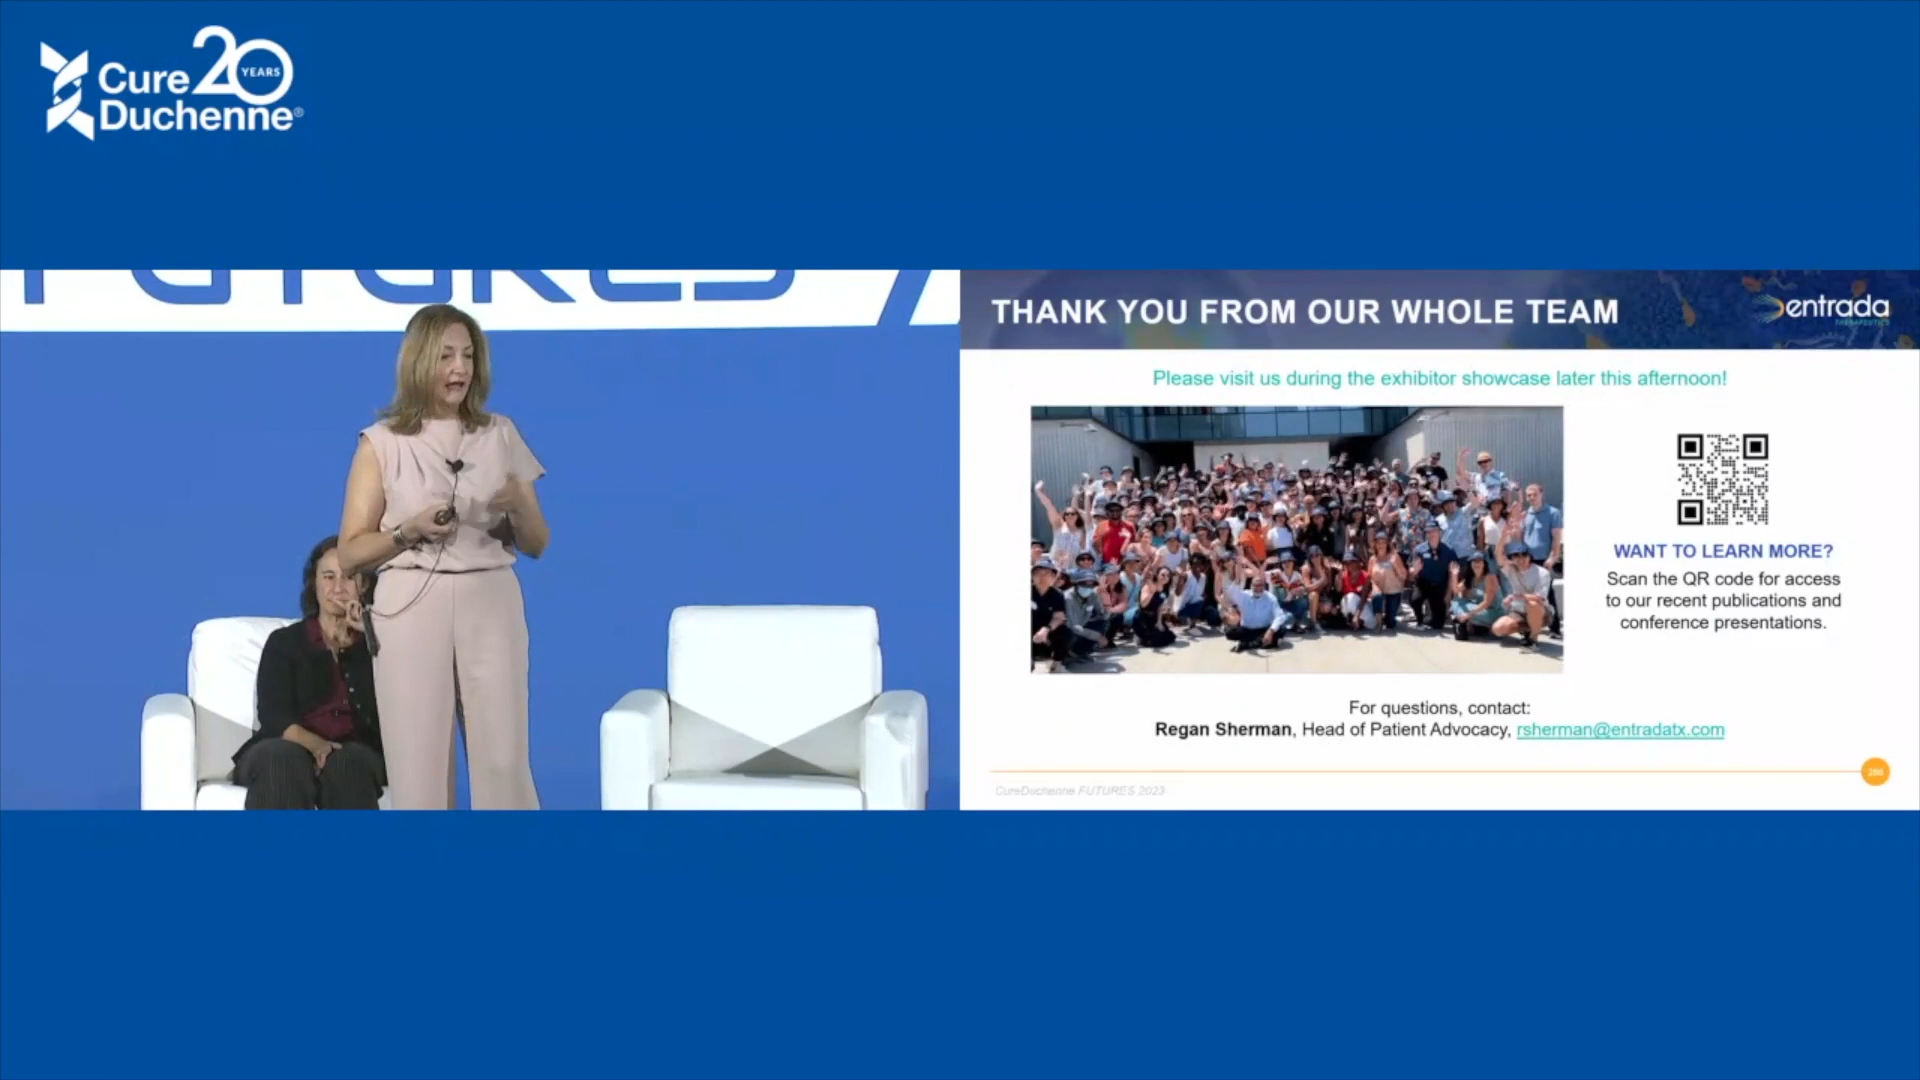 Cure 20 YEARS
Duchenne®
FUTURES
THANK YOU FROM OUR WHOLE TEAM
entrada
THERAPEUTICS
Please visit us during the exhibitor showcase later this afternoon!
WANT TO LEARN MORE?
Scan the QR code for access
to our recent publications and
conference presentations.
For questions, contact:
Regan Sherman, Head of Patient Advocacy, rsherman@entradatx.com
CureDuchenne FUTURES 2023